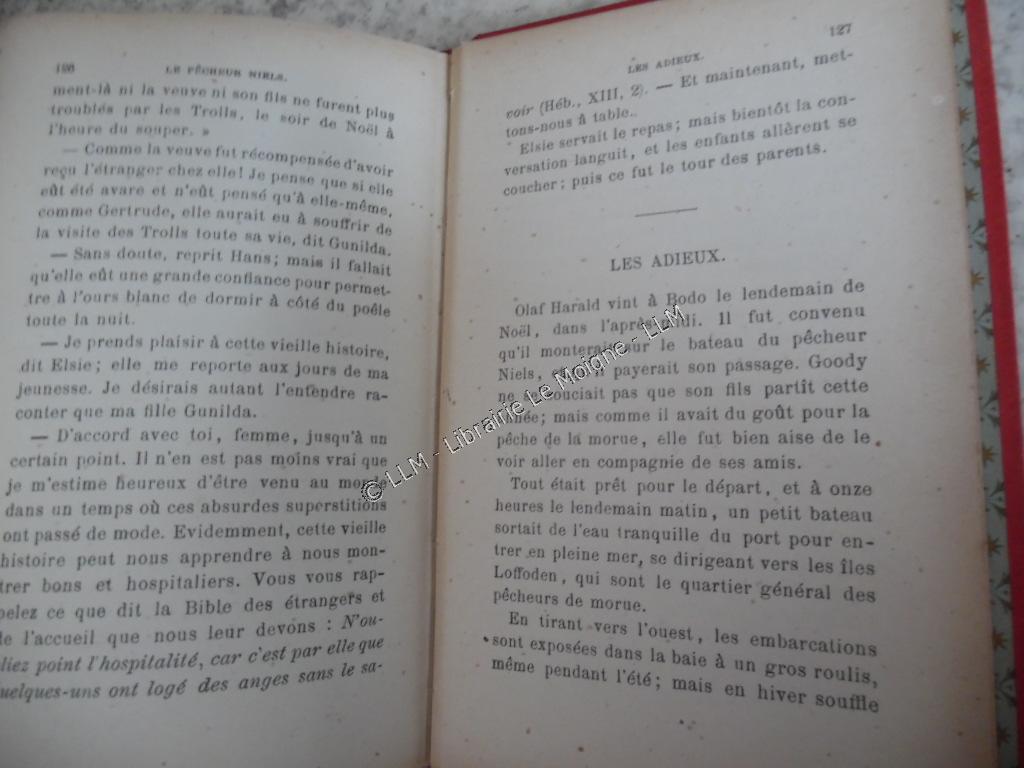 126
LE PÊCHEUR NIELS.
ment-là ni la veuve ni son fils ne furent plus
troublés par les Trolls, le soir de Noël à
l'heure du souper. »
— Comme la veuve fut récompensée d'avoir
reçu l'étranger chez elle! Je pense que si elle
eût été avare et n'eût pensé qu'à elle-même,
comme Gertrude, elle aurait eu à souffrir de
la visite des Trolls toute sa vie, dit Gunilda.
— Sans doute, reprit Hans; mais il fallait
qu'elle eût une grande confiance pour permet-
tre à l'ours blanc de dormir à côté du poêle
toute la nuit.
— Je prends plaisir à cette vieille histoire,
dit Elsie; elle me reporte aux jours de ma
jeunesse. Je désirais autant l'entendre ra-
conter que ma fille Gunilda.
— D'accord avec toi, femme, jusqu'à un
certain point. Il n'en est pas moins vrai que
je m'estime heureux d'être venu au monde
dans un temps où ces absurdes superstitions
ont passé de mode. Evidemment, cette vieille
histoire peut nous apprendre à nous mon-
trer bons et hospitaliers. Vous vous rap-
pelez ce que dit la Bible des étrangers et
de l'accueil que nous leur devons : N'ou-
liez point l'hospitalité, car c'est par elle que
quelques-uns ont logé des anges sans le sa-
127
LES ADIEUX.
voir (Héb., XIII, 2). — Et maintenant, met-
tons-nous à table..
Elsie servait le repas; mais bientôt la con-
versation languit, et les enfants allèrent se
coucher; puis ce fut le tour des parents.
LES ADIEUX.
Olaf Harald vint à Bodo le lendemain de
Noël, dans l'après-midi. Il fut convenu
qu'il monterait sur le bateau du pêcheur
Niels, payerait son passage. Goody
ne se souciait pas que son fils partît cette
année; mais comme il avait du goût pour la
pêche de la morue, elle fut bien aise de le
voir aller en compagnie de ses amis.
Tout était prêt pour le départ, et à onze
heures le lendemain matin, un petit bateau
sortait de l'eau tranquille du port pour en-
trer en pleine mer, se dirigeant vers les îles
Loffoden, qui sont le quartier général des
pêcheurs de morue.
En tirant vers l'ouest, les embarcations
sont exposées dans la baie à un gros roulis,
même pendant l'été; mais en hiver souffle
© LLM - Librairie Le Moigne - LLM